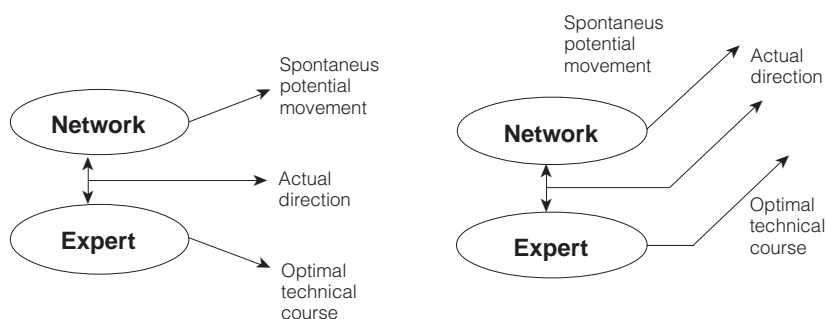 Spontaneus
potential
movement
Network
Actual
direction
Expert
Optimal
technical
course
Spontaneus
potential
movement
Actual
direction
Network
Optimal
technical
course
Expert